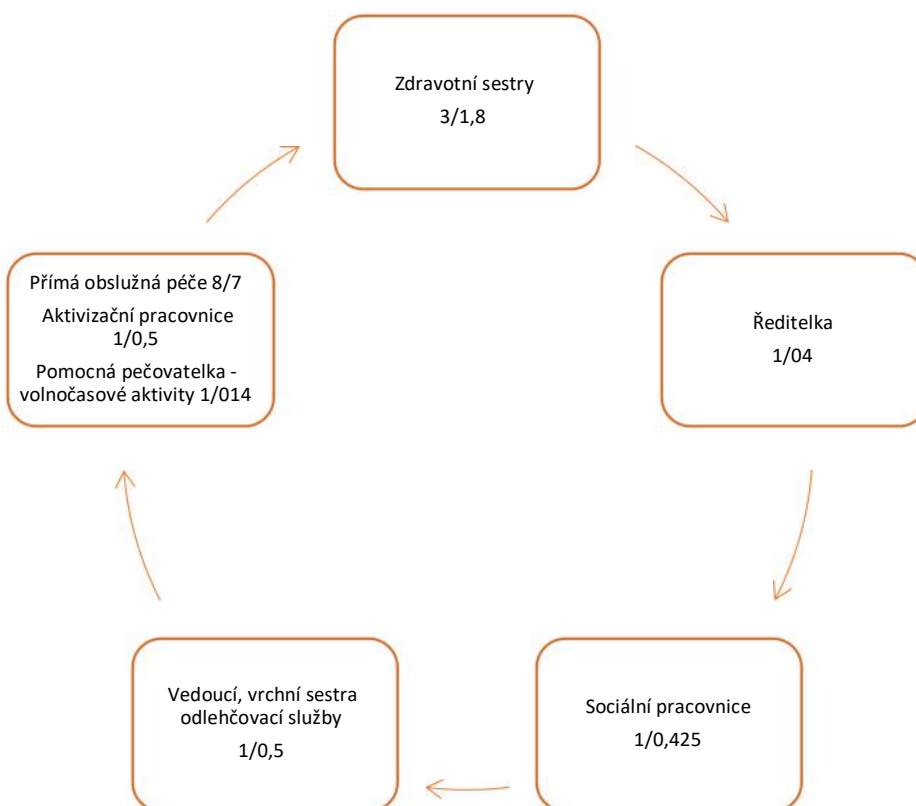 Zdravotní sestry
3/1,8
Přímá obslužná péče 8/7
Aktivizační pracovnice
1/0,5
Pomocná pečovatelka -
volnočasové aktivity 1/014
Ředitelka
1/04
Vedoucí, vrchní sestra
odlehčovací služby
1/0,5
Sociální pracovnice
1/0,425